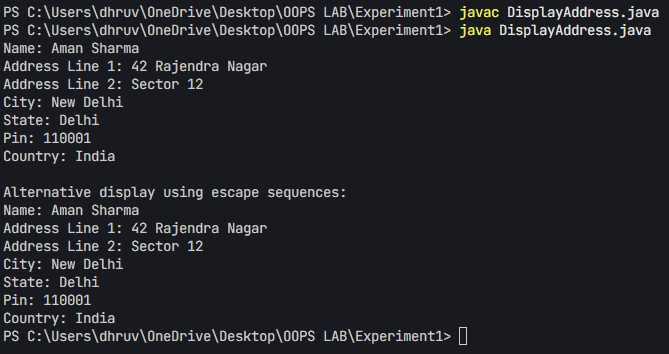 PS C:\Users\dhruv\OneDrive\Desktop\OOPS LAB\Experiment1> javac DisplayAddress.java
PS C:\Users\dhruv\OneDrive\Desktop\OOPS LAB\Experiment1> java DisplayAddress.java
Name: Aman Sharma
Address Line 1: 42 Rajendra Nagar
Address Line 2: Sector 12
City: New Delhi
State: Delhi
Pin: 110001
Country: India
Alternative display using escape sequences:
Name: Aman Sharma
Address Line 1: 42 Rajendra Nagar
Address Line 2: Sector 12
City: New Delhi
State: Delhi
Pin: 110001
Country: India
PS C:\Users\dhruv\OneDrive\Desktop\OOPS LAB\Experiment1>